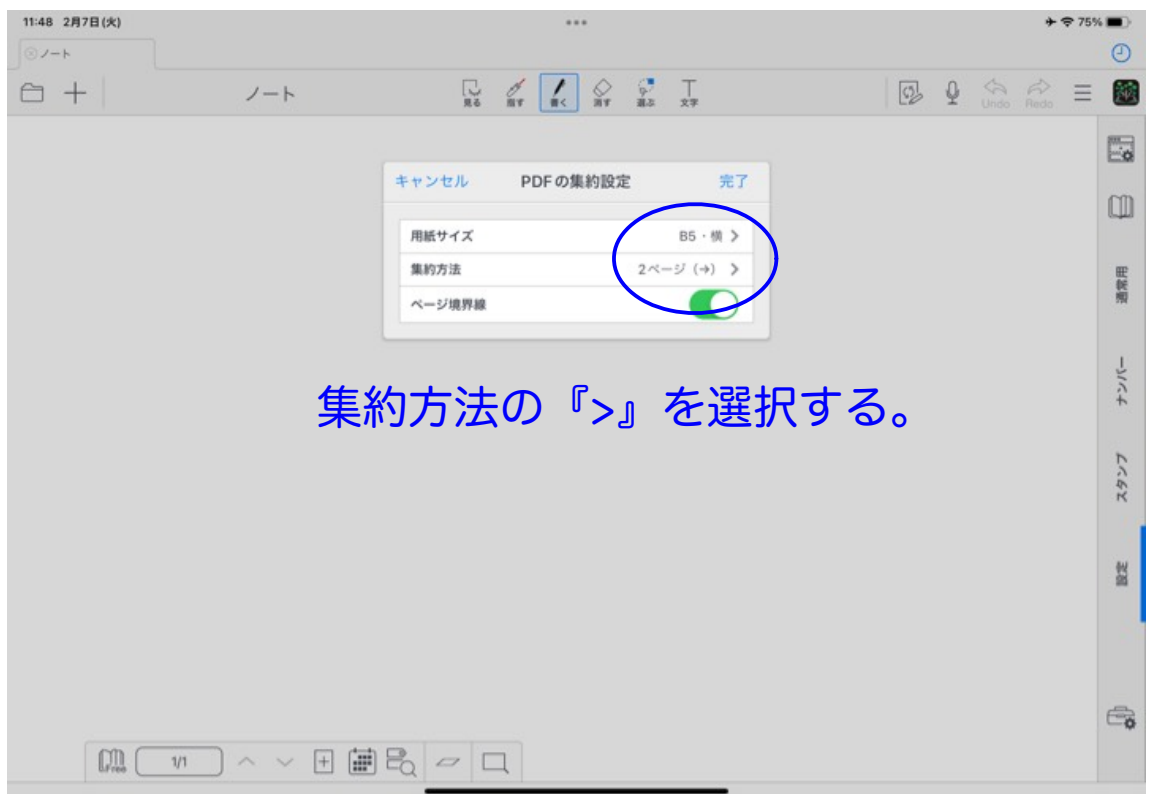 11:48 2月7日(火)
75%
ノート
ノート
見る 指す 書く 消す 選ぶ 文字
Undo Redo
キャンセル PDFの集約設定 完了
用紙サイズ B5・横 >
集約方法 2ページ (→) >
ページ境界線
集約方法の『>』を選択する。
通常用
ナンバー
スタンプ
設定
Free 1/1